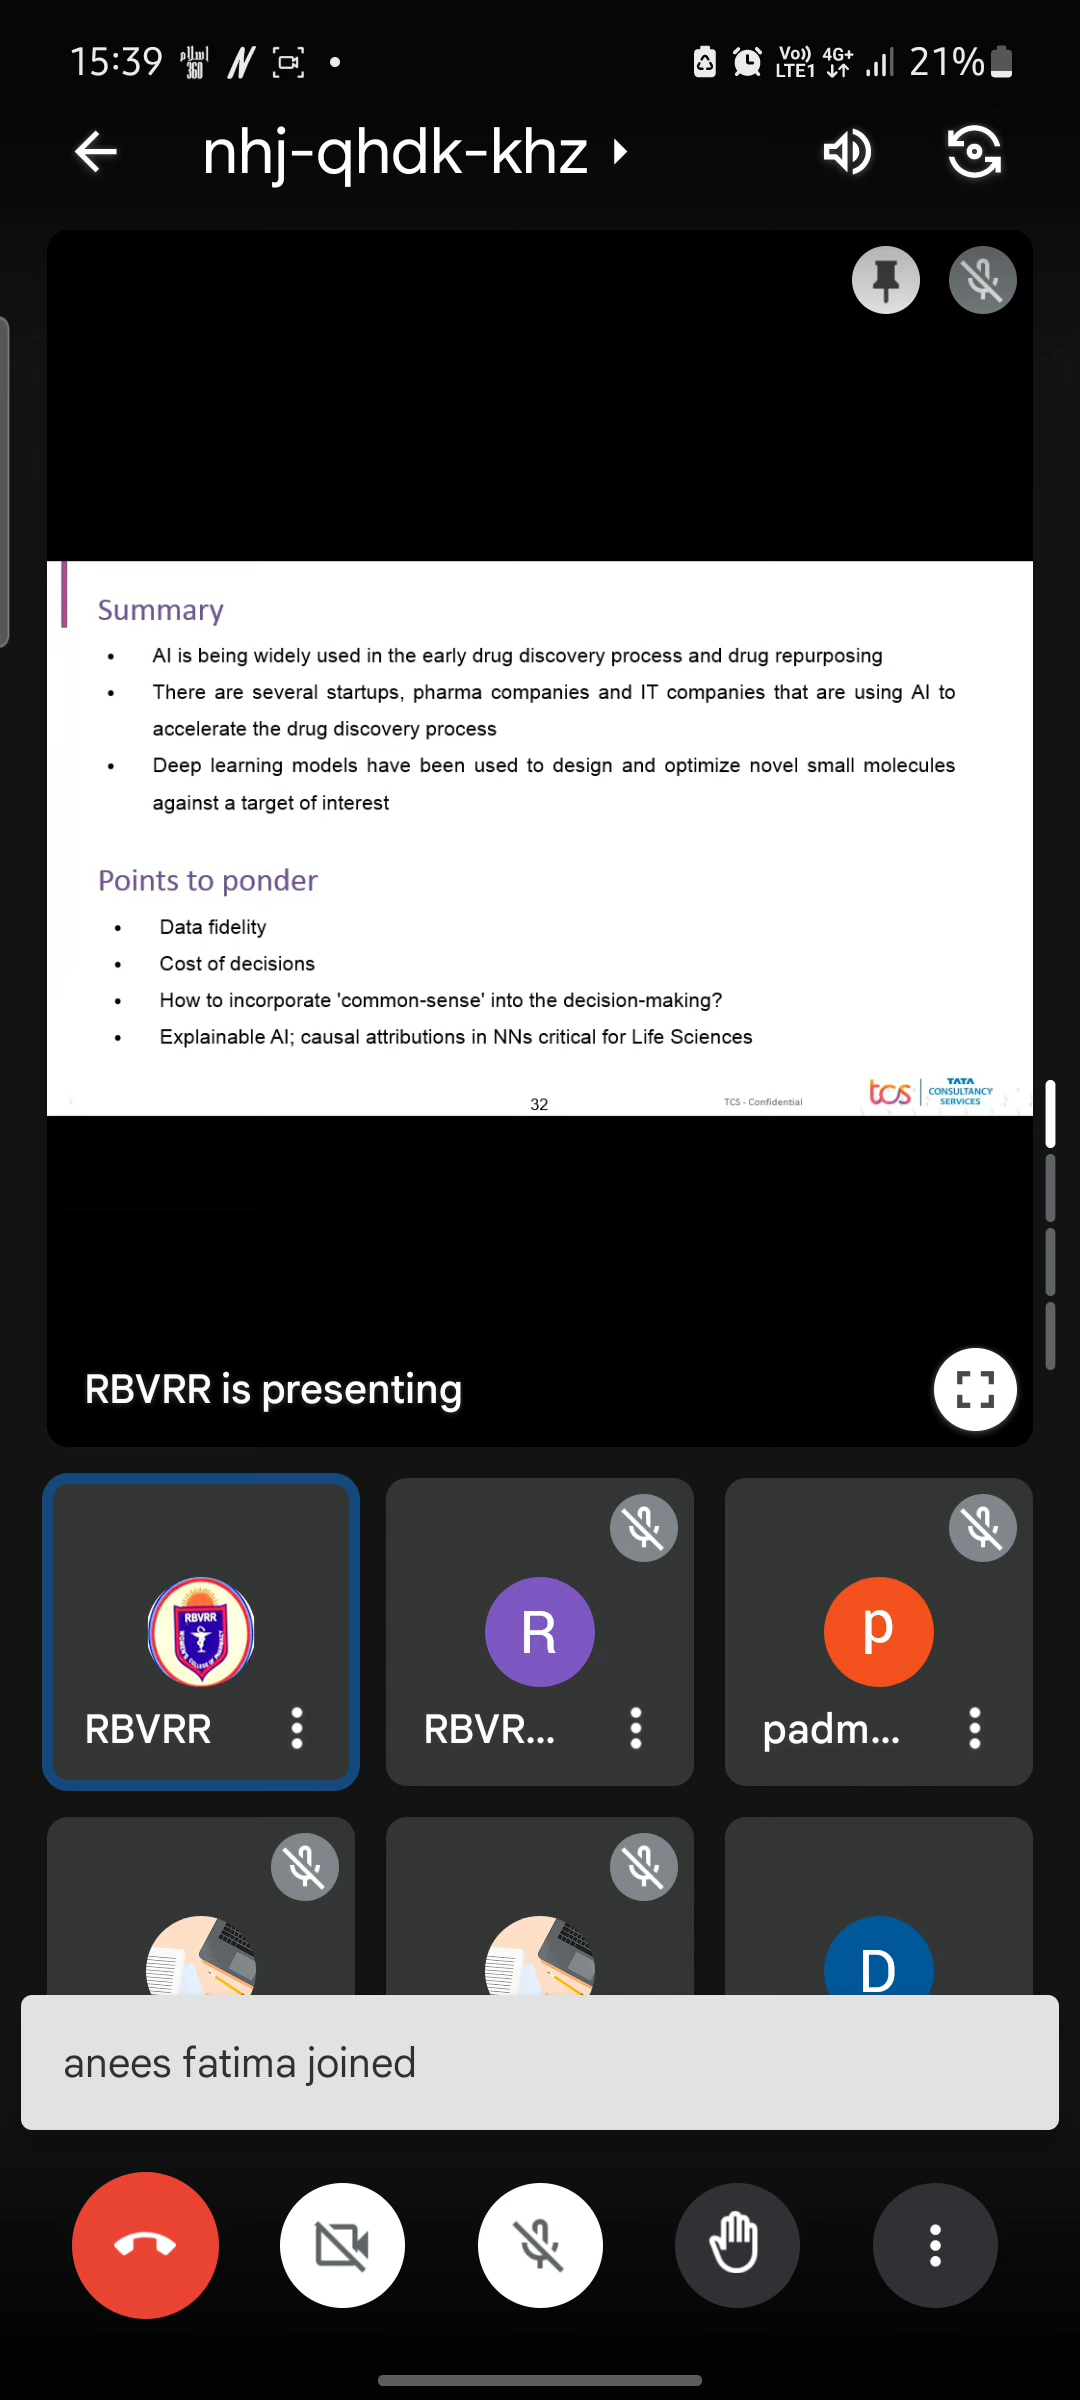 15:39 اسلام 360 N Vo)) LTE1 4G+ 21%
nhj-qhdk-khz
Summary
• AI is being widely used in the early drug discovery process and drug repurposing
• There are several startups, pharma companies and IT companies that are using AI to
accelerate the drug discovery process
• Deep learning models have been used to design and optimize novel small molecules
against a target of interest
Points to ponder
• Data fidelity
• Cost of decisions
• How to incorporate 'common-sense' into the decision-making?
• Explainable AI; causal attributions in NNs critical for Life Sciences
32
TCS - Confidential
tcs
TATA
CONSULTANCY
SERVICES
RBVRR is presenting
RBVRR
R
p
RBVRR
RBVR...
padm...
D
anees fatima joined